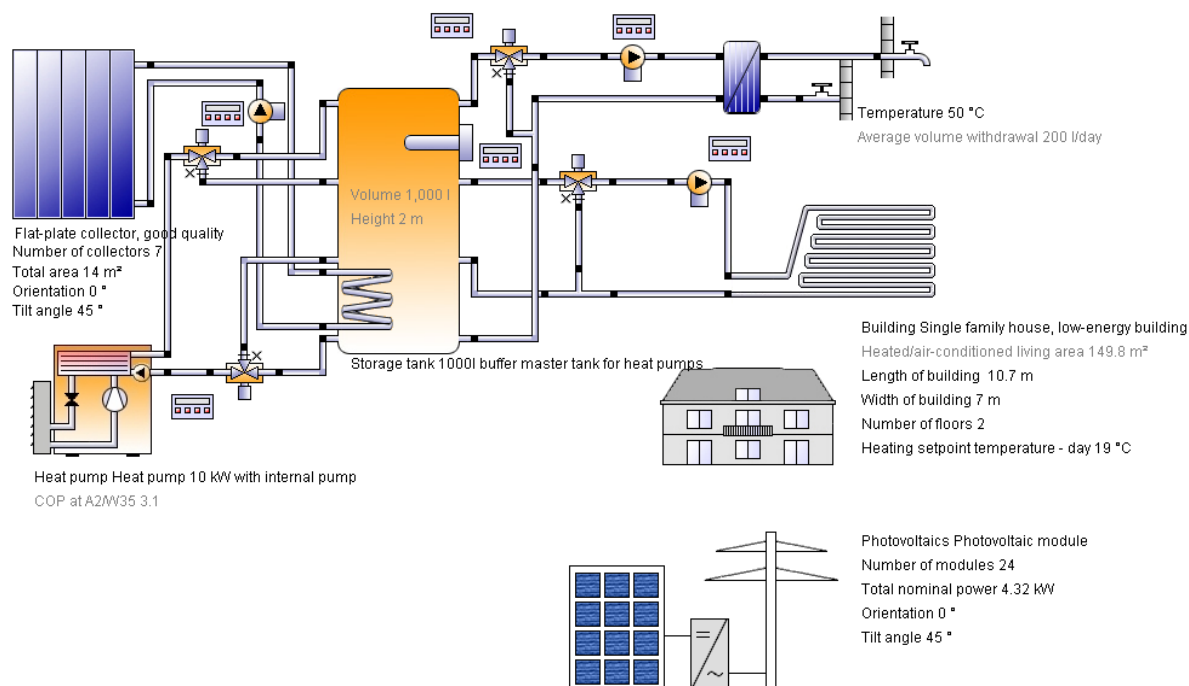 Temperature 50 °C
Average volume withdrawal 200 l/day
Volume 1,000 l
Height 2 m
Flat-plate collector, good quality
Number of collectors 7
Total area 14 m²
Orientation 0 °
Tilt angle 45 °
Storage tank 1000l buffer master tank for heat pumps
Building Single family house, low-energy building
Heated/air-conditioned living area 149.8 m²
Length of building 10.7 m
Width of building 7 m
Number of floors 2
Heating setpoint temperature - day 19 °C
Heat pump Heat pump 10 kW with internal pump
COP at A2/W35 3.1
Photovoltaics Photovoltaic module
Number of modules 24
Total nominal power 4.32 kW
Orientation 0 °
Tilt angle 45 °